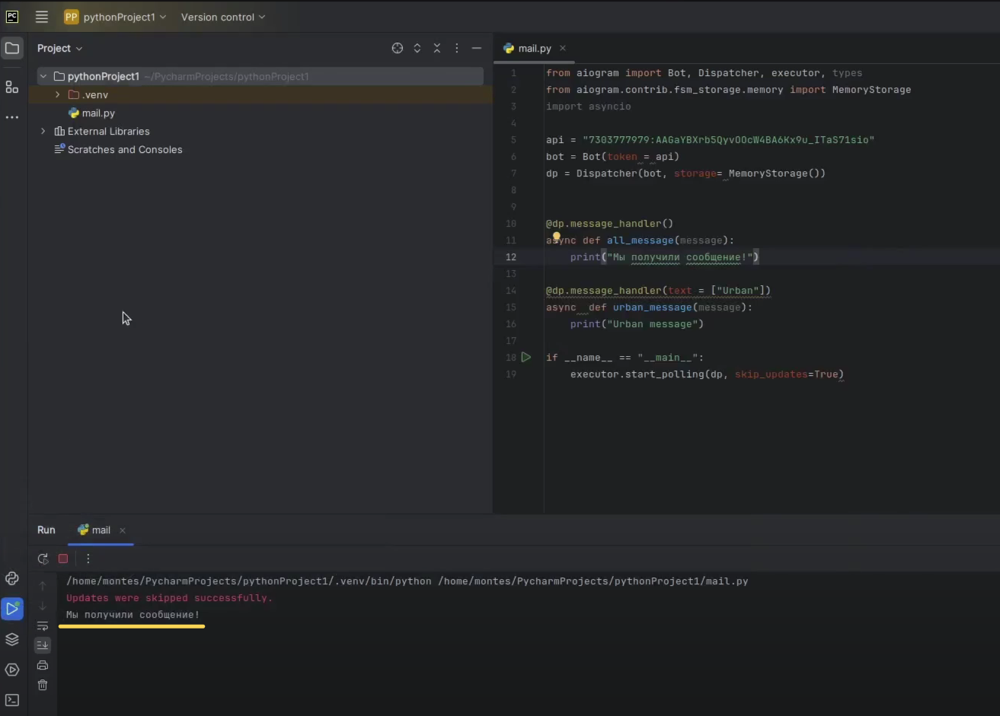 PC
PP pythonProject1
Version control
Project
pythonProject1 ~/PycharmProjects/pythonProject1
.venv
mail.py
External Libraries
Scratches and Consoles
mail.py
1 from aiogram import Bot, Dispatcher, executor, types
2 from aiogram.contrib.fsm_storage.memory import MemoryStorage
3 import asyncio
4
5 api = "7303777979:AAGaYBXrb5QyvOOcW4BA6Kx9u_ITaS71sio"
6 bot = Bot(token = api)
7 dp = Dispatcher(bot, storage= MemoryStorage())
8
9
10 @dp.message_handler()
11 async def all_message(message):
12 print("Мы получили сообщение!")
13
14 @dp.message_handler(text = ["Urban"])
15 async  def urban_message(message):
16 print("Urban message")
17
18 if __name__ == "__main__":
19 executor.start_polling(dp, skip_updates=True)
Run
mail
/home/montes/PycharmProjects/pythonProject1/.venv/bin/python /home/montes/PycharmProjects/pythonProject1/mail.py
Updates were skipped successfully.
Мы получили сообщение!